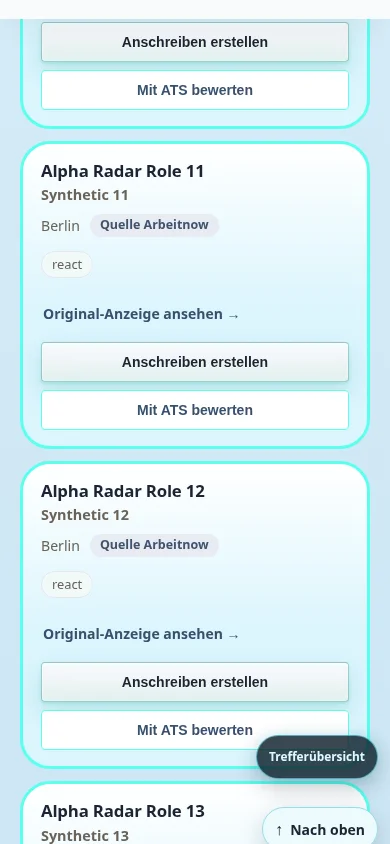 Anschreiben erstellen
Mit ATS bewerten
Alpha Radar Role 11
Synthetic 11
Berlin Quelle Arbeitnow
react
Original-Anzeige ansehen →
Anschreiben erstellen
Mit ATS bewerten
Alpha Radar Role 12
Synthetic 12
Berlin Quelle Arbeitnow
react
Original-Anzeige ansehen →
Anschreiben erstellen
Mit ATS bewerten
Trefferübersicht
Alpha Radar Role 13
Synthetic 13
↑ Nach oben